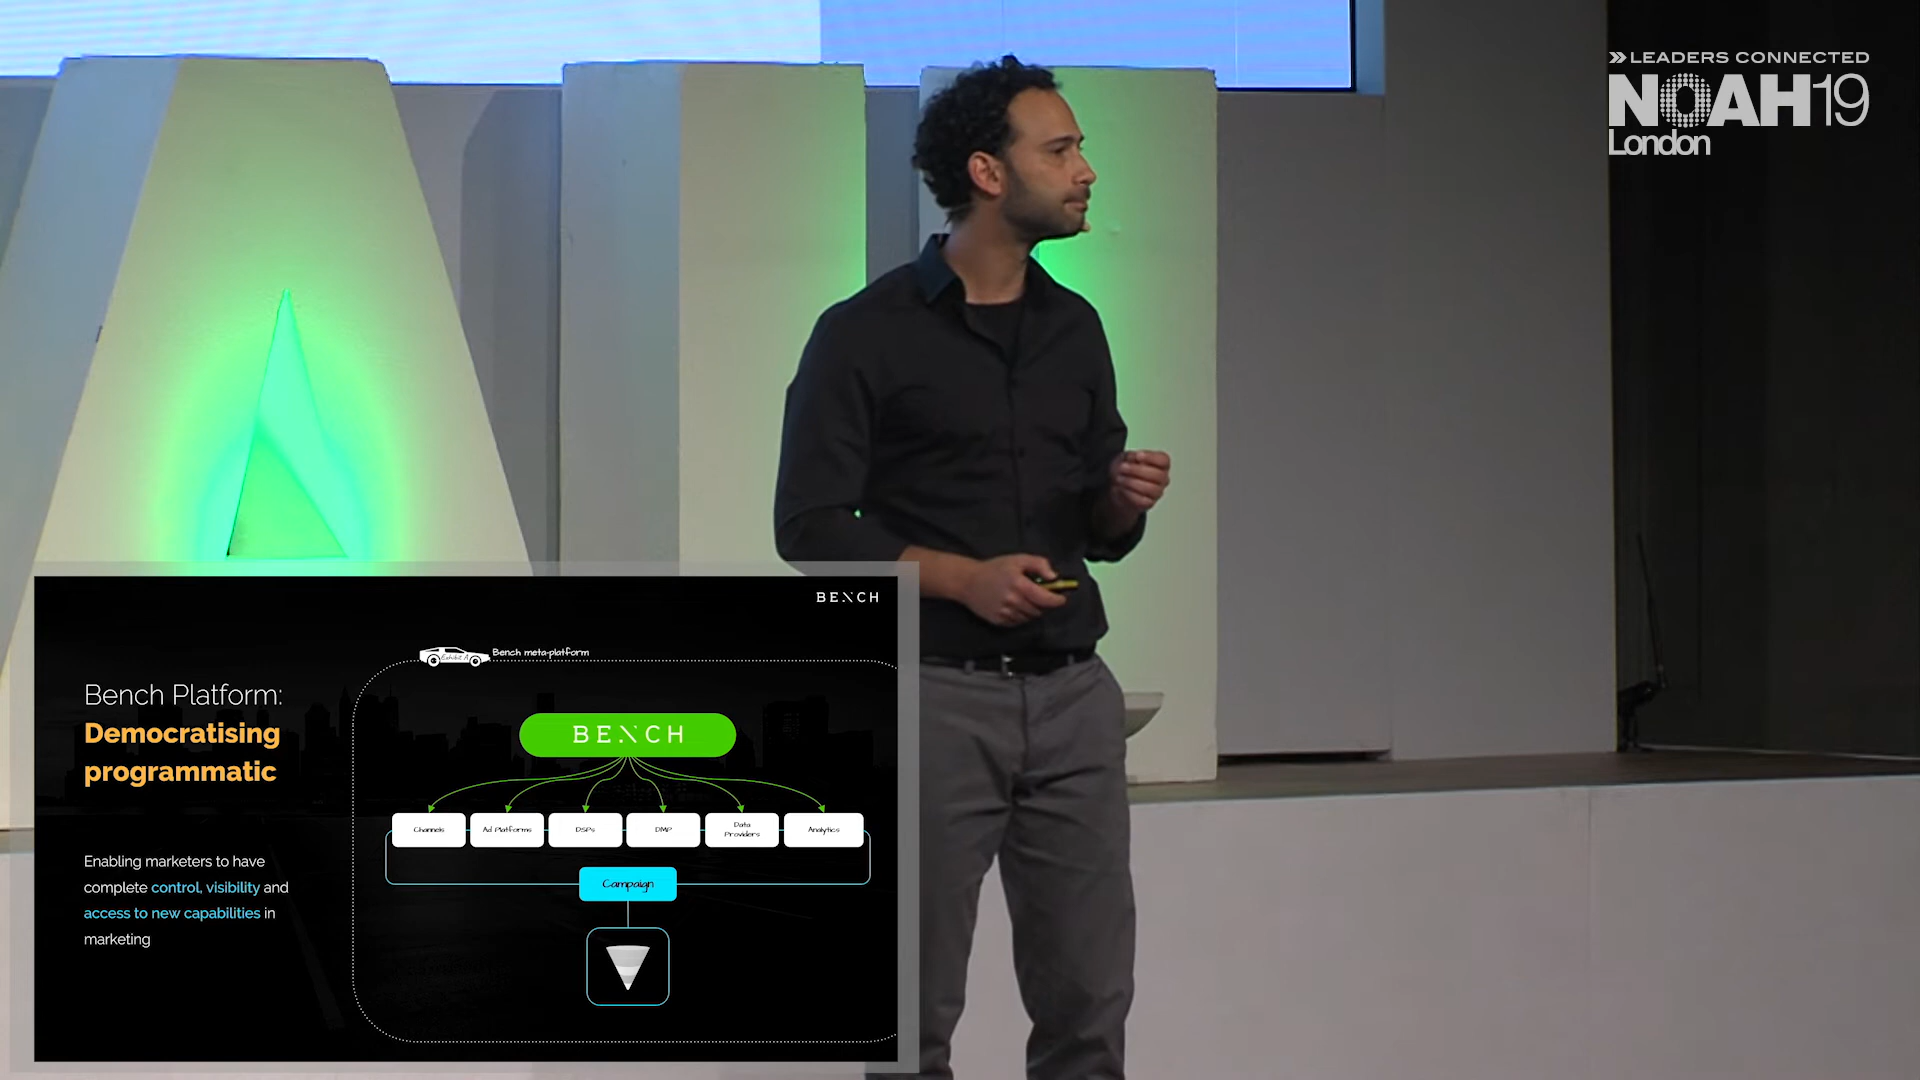 LEADERS CONNECTED
NOAH19
London
BENCH
Exhibit A
Bench meta-platform
Bench Platform:
Democratising
programmatic
BENCH
Channels
Ad Platforms
DSPs
DMP
Data
Providers
Analytics
Enabling marketers to have
complete control, visibility and
access to new capabilities in
marketing
Campaign